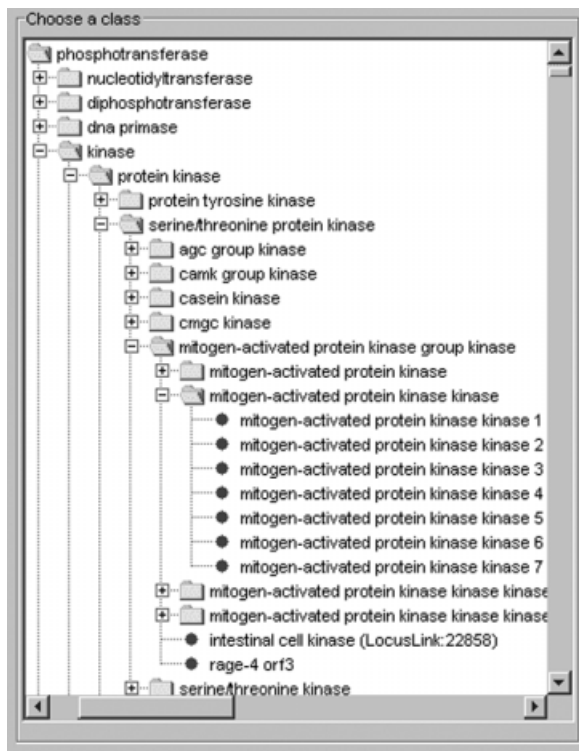 Choose a class
phosphotransferase
nucleotidyltransferase
diphosphotransferase
dna primase
kinase
protein kinase
protein tyrosine kinase
serine/threonine protein kinase
agc group kinase
camk group kinase
casein kinase
cmgc kinase
mitogen-activated protein kinase group kinase
mitogen-activated protein kinase
mitogen-activated protein kinase kinase
mitogen-activated protein kinase kinase 1
mitogen-activated protein kinase kinase 2
mitogen-activated protein kinase kinase 3
mitogen-activated protein kinase kinase 4
mitogen-activated protein kinase kinase 5
mitogen-activated protein kinase kinase 6
mitogen-activated protein kinase kinase 7
mitogen-activated protein kinase kinase kinase
mitogen-activated protein kinase kinase kinase
intestinal cell kinase (LocusLink:22858)
rage-4 orf3
serine/threonine kinase